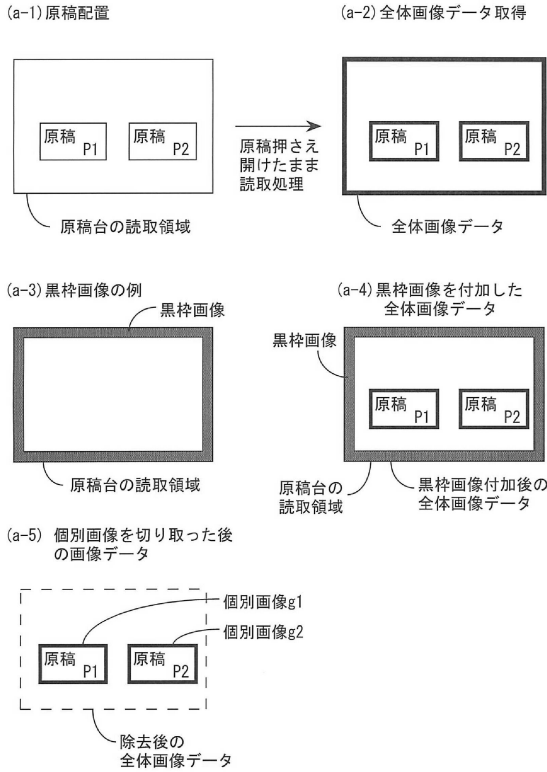 (a-1) 原稿配置
原稿
P1
原稿
P2
原稿台の読取領域
原稿押さえ
開けたまま
読取処理
(a-2) 全体画像データ取得
原稿
P1
原稿
P2
全体画像データ
(a-3) 黒枠画像の例
黒枠画像
原稿台の読取領域
(a-4) 黒枠画像を付加した
全体画像データ
黒枠画像
原稿
P1
原稿
P2
原稿台の
読取領域
黒枠画像付加後の
全体画像データ
(a-5) 個別画像を切り取った後
の画像データ
個別画像g1
個別画像g2
原稿
P1
原稿
P2
除去後の
全体画像データ